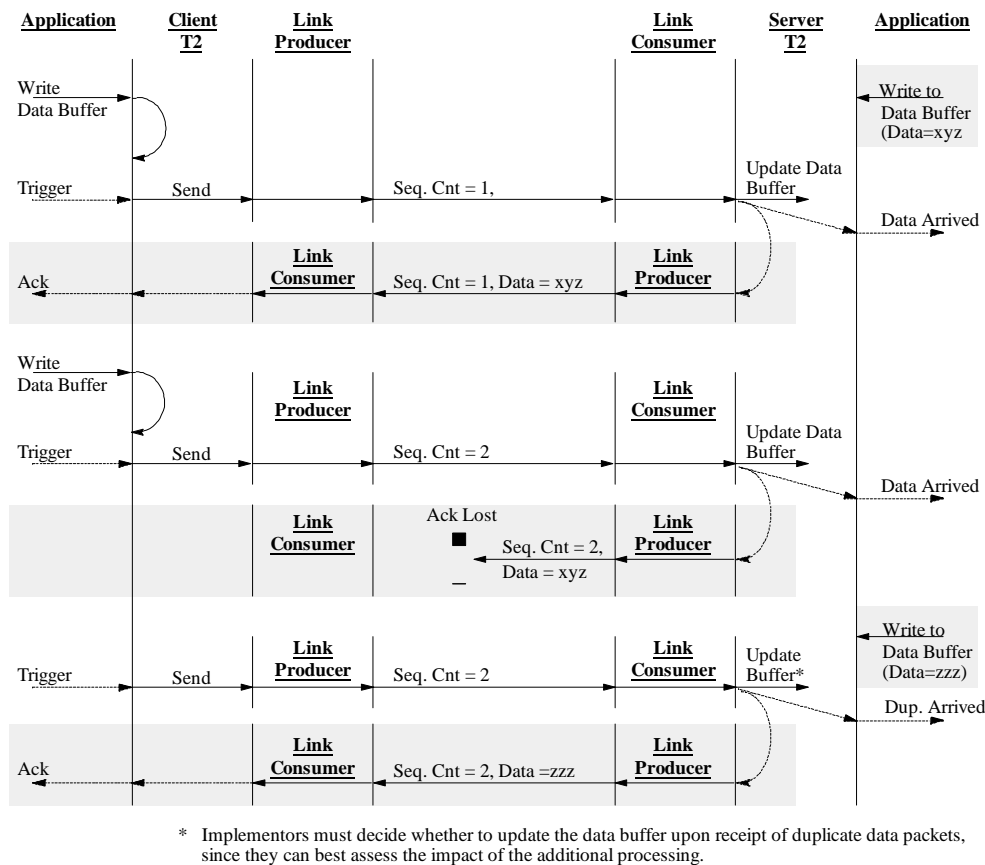 Application
Client
T2
Link
Producer
Link
Consumer
Server
T2
Application
Write
Data Buffer
Write to
Data Buffer
(Data=xyz
Trigger
Send
Seq. Cnt = 1,
Update Data
Buffer
Data Arrived
Ack
Link
Consumer
Seq. Cnt = 1, Data = xyz
Link
Producer
Write
Data Buffer
Link
Producer
Link
Consumer
Trigger
Send
Seq. Cnt = 2
Update Data
Buffer
Data Arrived
Link
Consumer
Ack Lost
Seq. Cnt = 2,
Data = xyz
Link
Producer
Write to
Data Buffer
(Data=zzz)
Trigger
Send
Link
Producer
Seq. Cnt = 2
Link
Consumer
Update
Buffer*
Dup. Arrived
Ack
Link
Consumer
Seq. Cnt = 2, Data =zzz
Link
Producer
* Implementors must decide whether to update the data buffer upon receipt of duplicate data packets,
since they can best assess the impact of the additional processing.